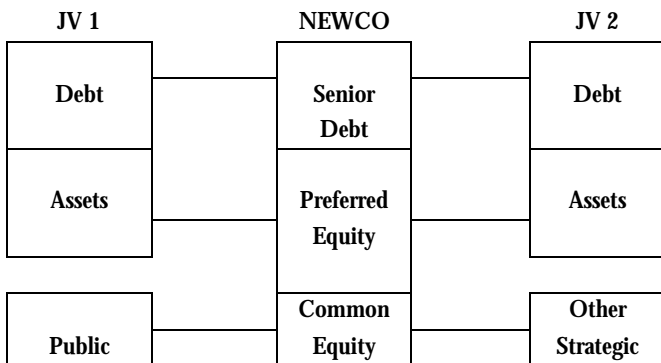 JV 1 NEWCO JV 2
Debt Senior Debt
Debt
Assets Preferred Assets
Equity
Common Other
Public Equity Strategic